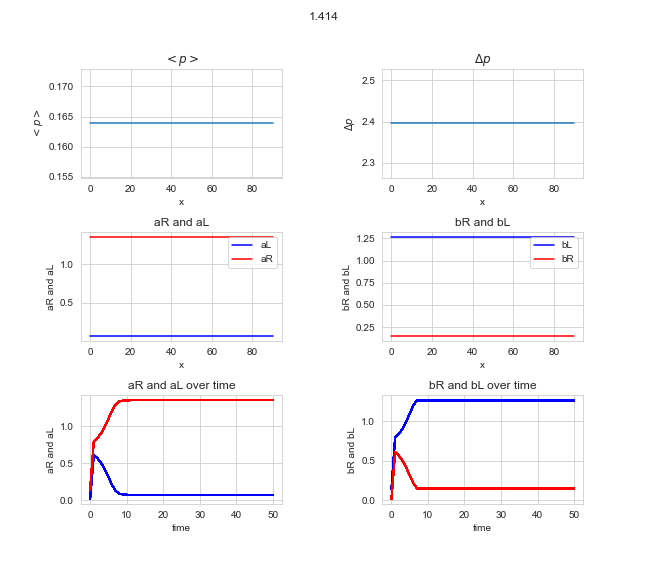 1.414
< p >
Δp
0.170
0.165
0.160
0.155
< p >
0 20 40 60 80
x
2.5
2.4
2.3
Δp
0 20 40 60 80
x
aR and aL
bR and bL
1.0
0.5
aR and aL
aL
aR
0 20 40 60 80
x
1.25
1.00
0.75
0.50
0.25
bR and bL
bL
bR
0 20 40 60 80
x
aR and aL over time
bR and bL over time
1.0
0.5
0.0
aR and aL
0 10 20 30 40 50
time
1.0
0.5
0.0
bR and bL
0 10 20 30 40 50
time